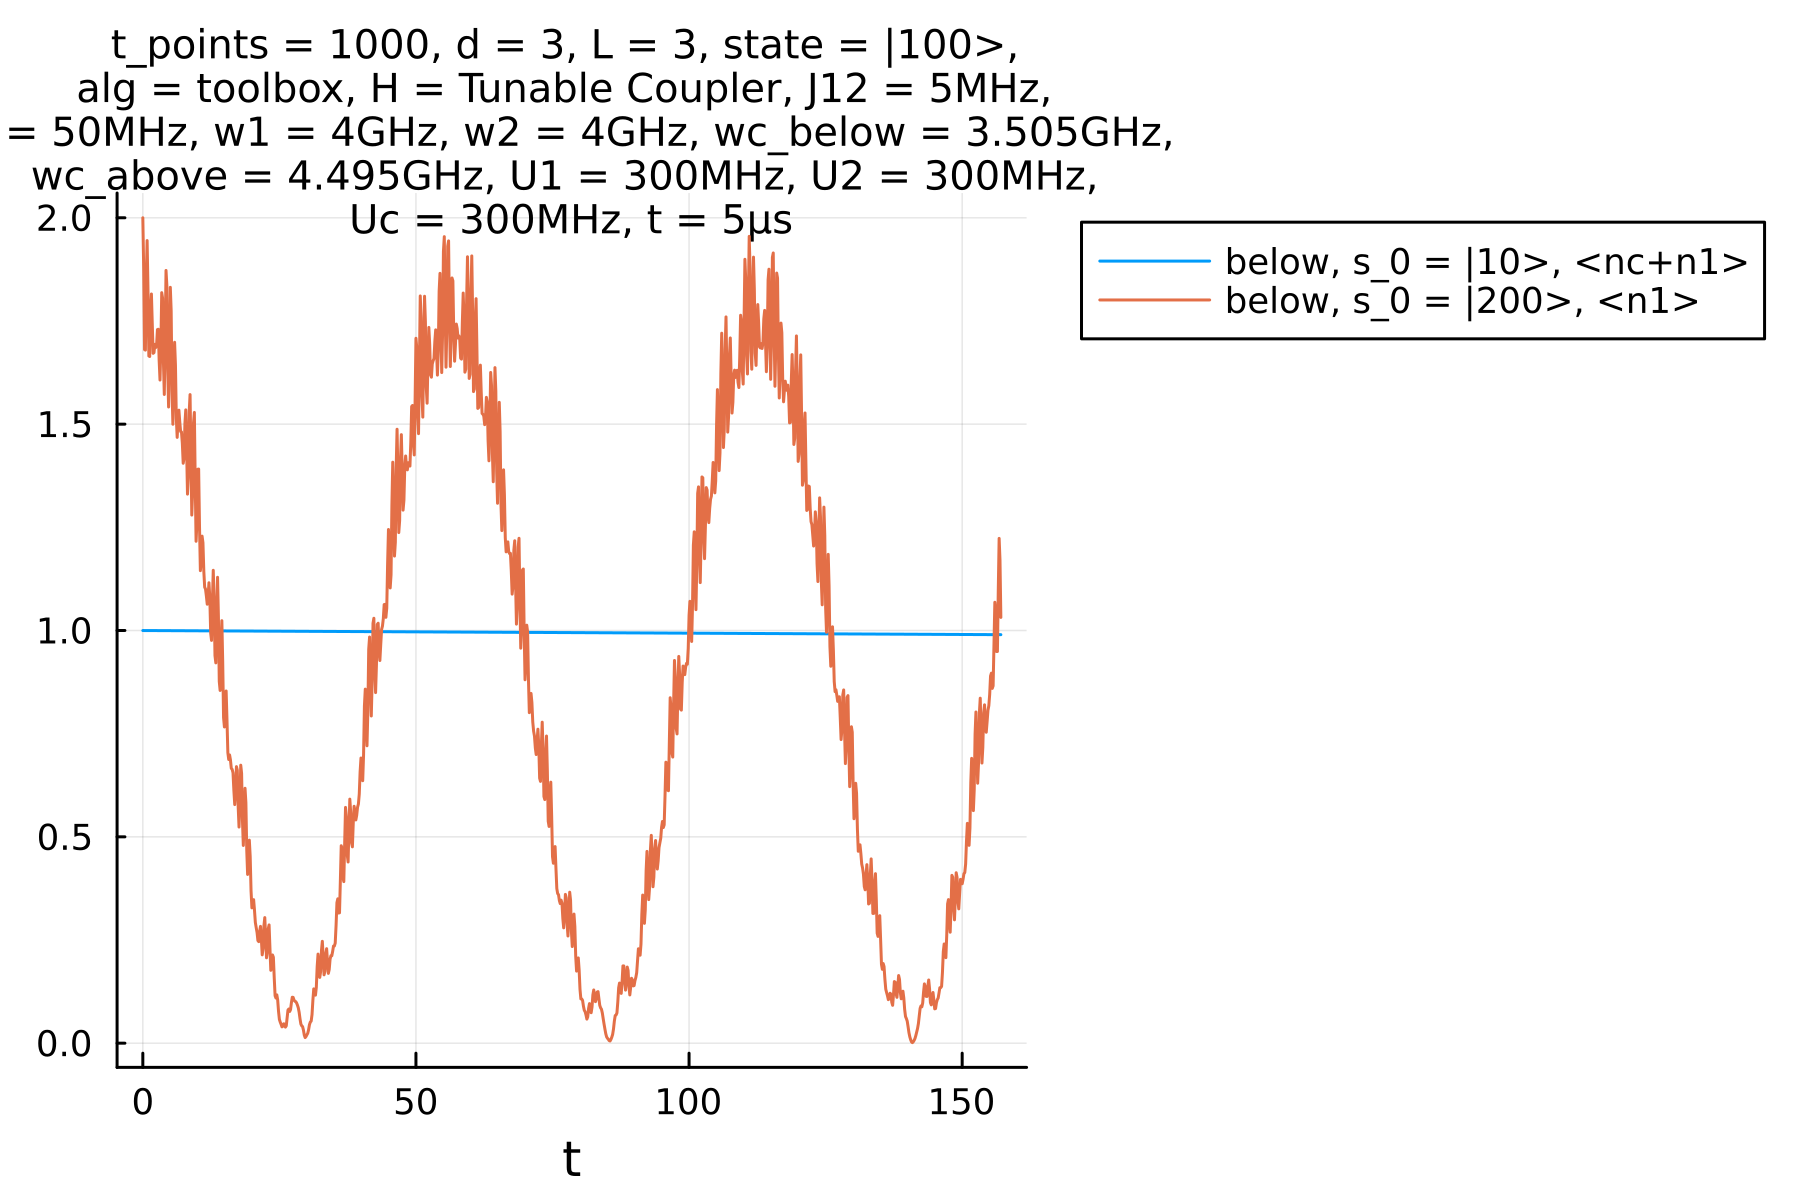 t_points = 1000, d = 3, L = 3, state = |100>,
alg = toolbox, H = Tunable Coupler, J12 = 5MHz,
= 50MHz, w1 = 4GHz, w2 = 4GHz, wc_below = 3.505GHz,
wc_above = 4.495GHz, U1 = 300MHz, U2 = 300MHz,
Uc = 300MHz, t = 5μs
below, s_0 = |10>, <nc+n1>
below, s_0 = |200>, <n1>
2.0
1.5
1.0
0.5
0.0
0 50 100 150
t